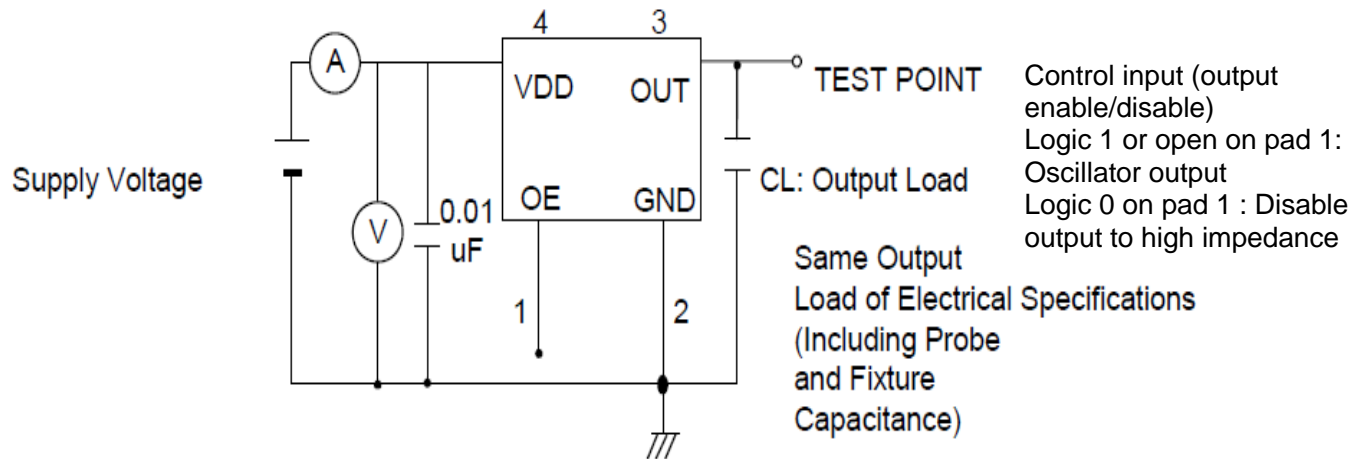 4
3
A
VDD
OUT
TEST POINT
Control input (output
enable/disable)
Logic 1 or open on pad 1:
Oscillator output
Logic 0 on pad 1 : Disable
output to high impedance
Supply Voltage
CL: Output Load
OE
GND
V
0.01
uF
1
2
Same Output
Load of Electrical Specifications
(Including Probe
and Fixture
Capacitance)